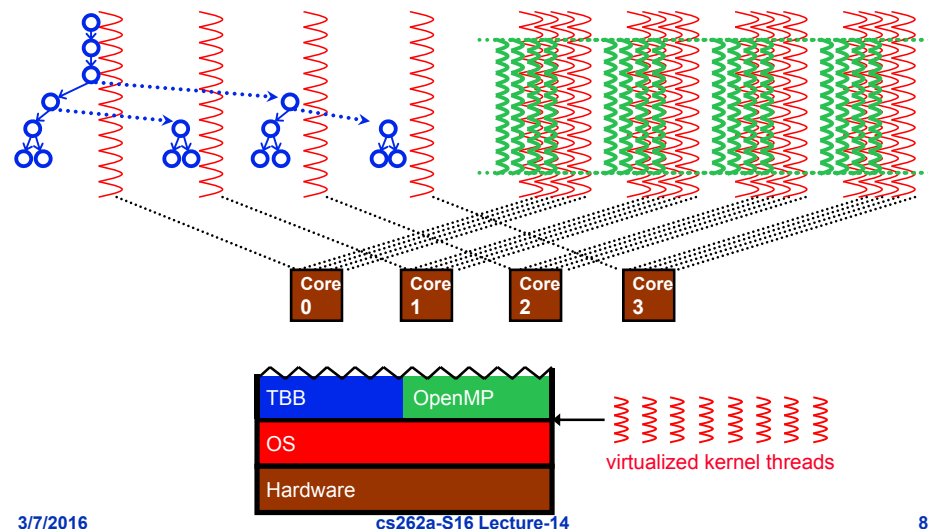 Core
0
Core
1
Core
2
Core
3
TBB
OpenMP
OS
Hardware
virtualized kernel threads
3/7/2016
cs262a-S16 Lecture-14
8